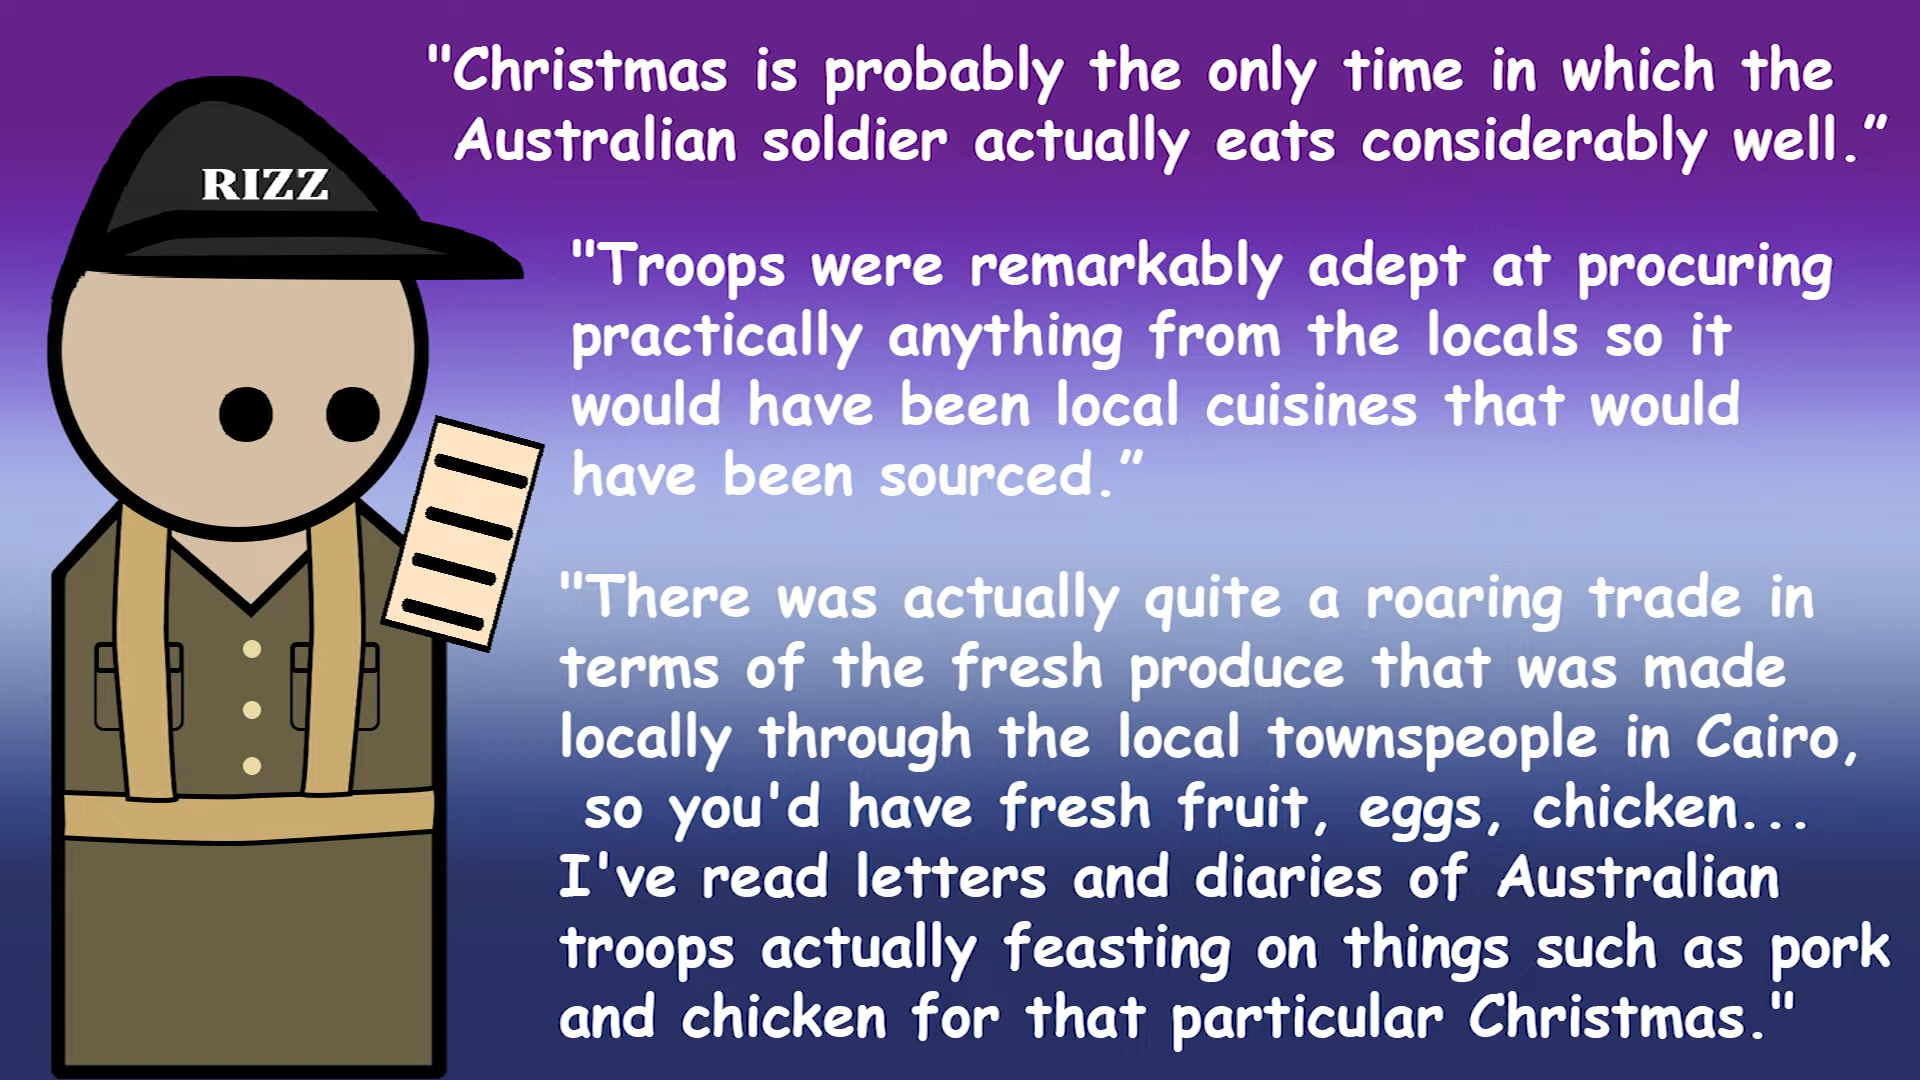 "Christmas is probably the only time in which the
Australian soldier actually eats considerably well.”
RIZZ
"Troops were remarkably adept at procuring
practically anything from the locals so it
would have been local cuisines that would
have been sourced.”
"There was actually quite a roaring trade in
terms of the fresh produce that was made
locally through the local townspeople in Cairo,
so you'd have fresh fruit, eggs, chicken...
I've read letters and diaries of Australian
troops actually feasting on things such as pork
and chicken for that particular Christmas."